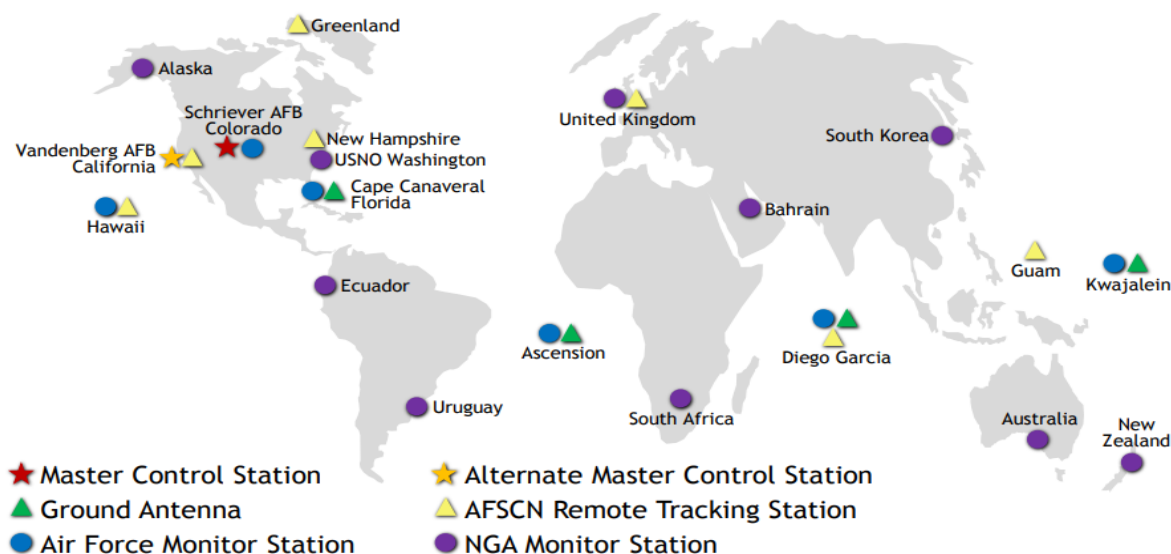 Greenland
Alaska
Schriever AFB
Colorado
Vandenberg AFB
California
New Hampshire
USNO Washington
Cape Canaveral
Florida
Hawaii
United Kingdom
South Korea
Bahrain
Guam
Kwajalein
Ecuador
Ascension
Diego Garcia
Uruguay
South Africa
Australia
New
Zealand
Master Control Station
Alternate Master Control Station
Ground Antenna
AFSCN Remote Tracking Station
Air Force Monitor Station
NGA Monitor Station